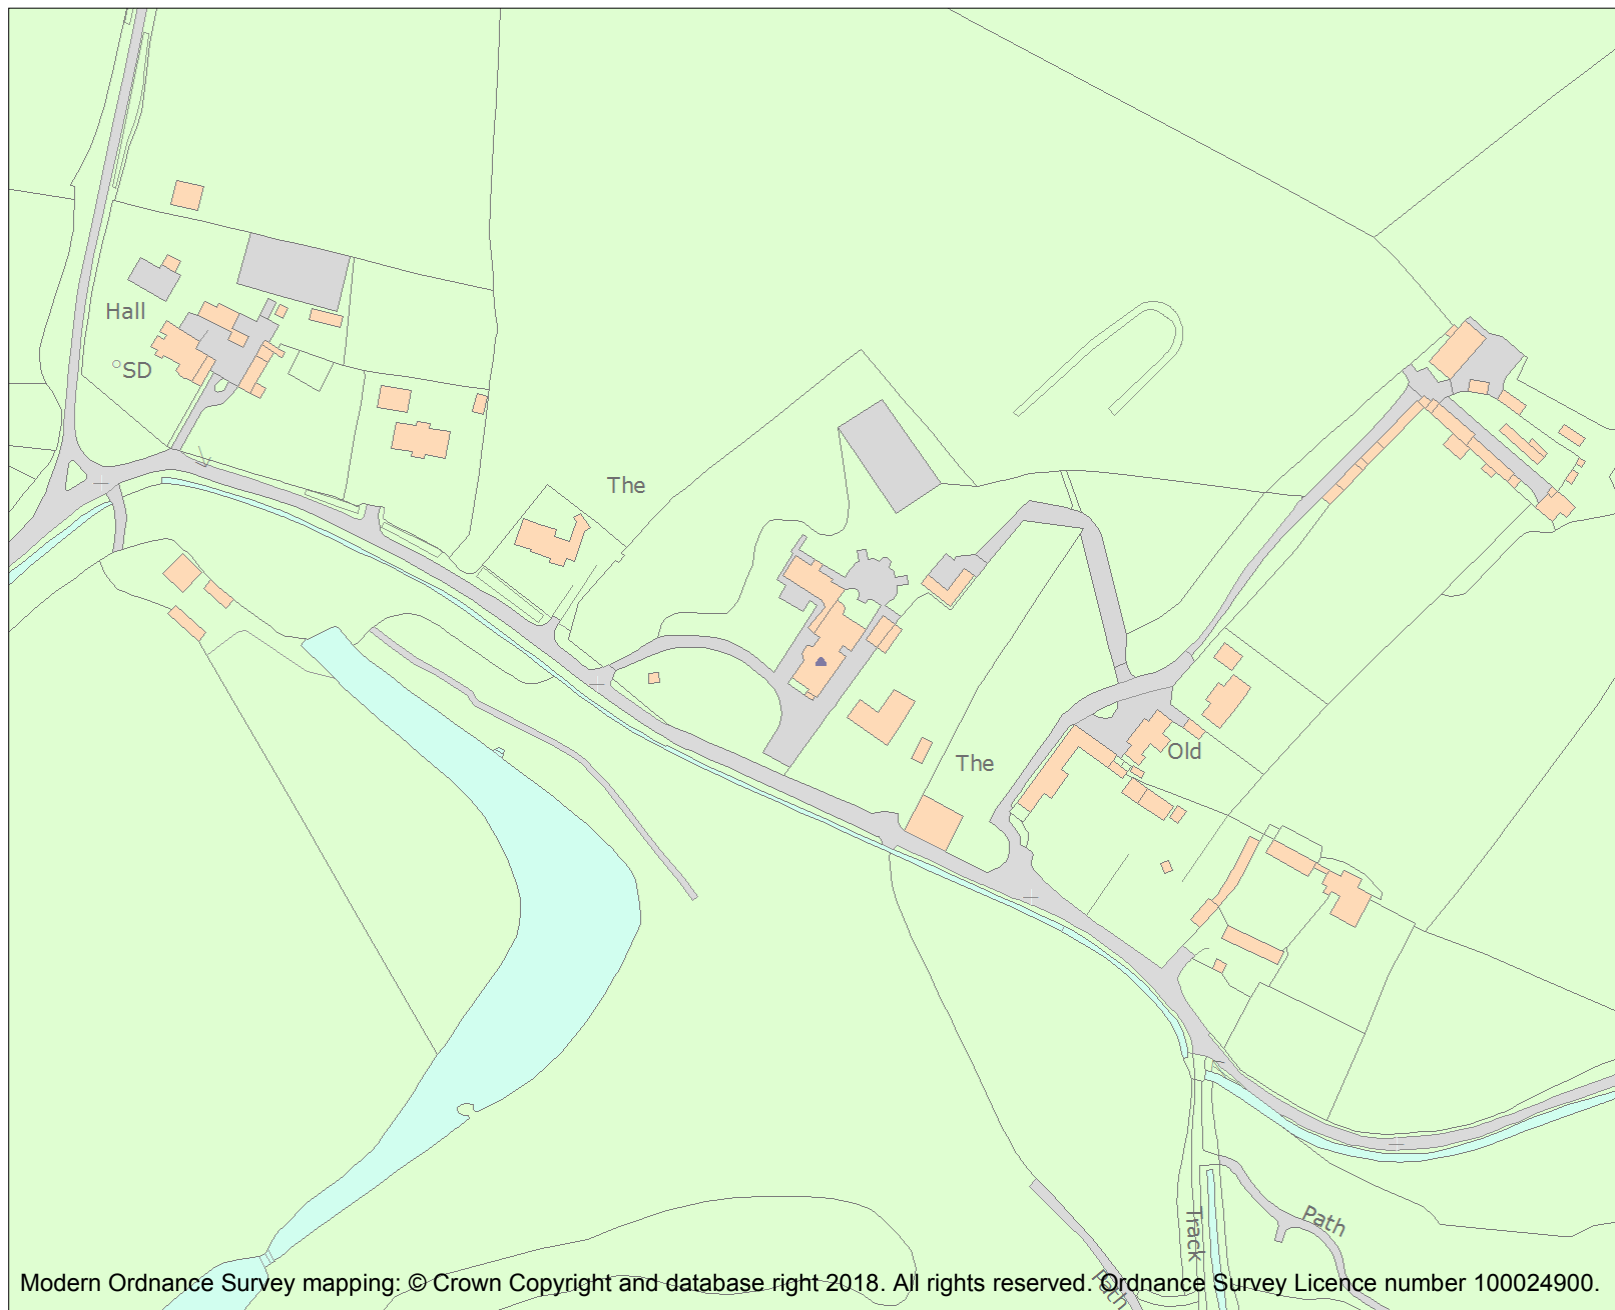 Hall
SD
The
The
Old
Path
Track
Path
Modern Ordnance Survey mapping: © Crown Copyright and database right 2018. All rights reserved. Ordnance Survey Licence number 100024900.